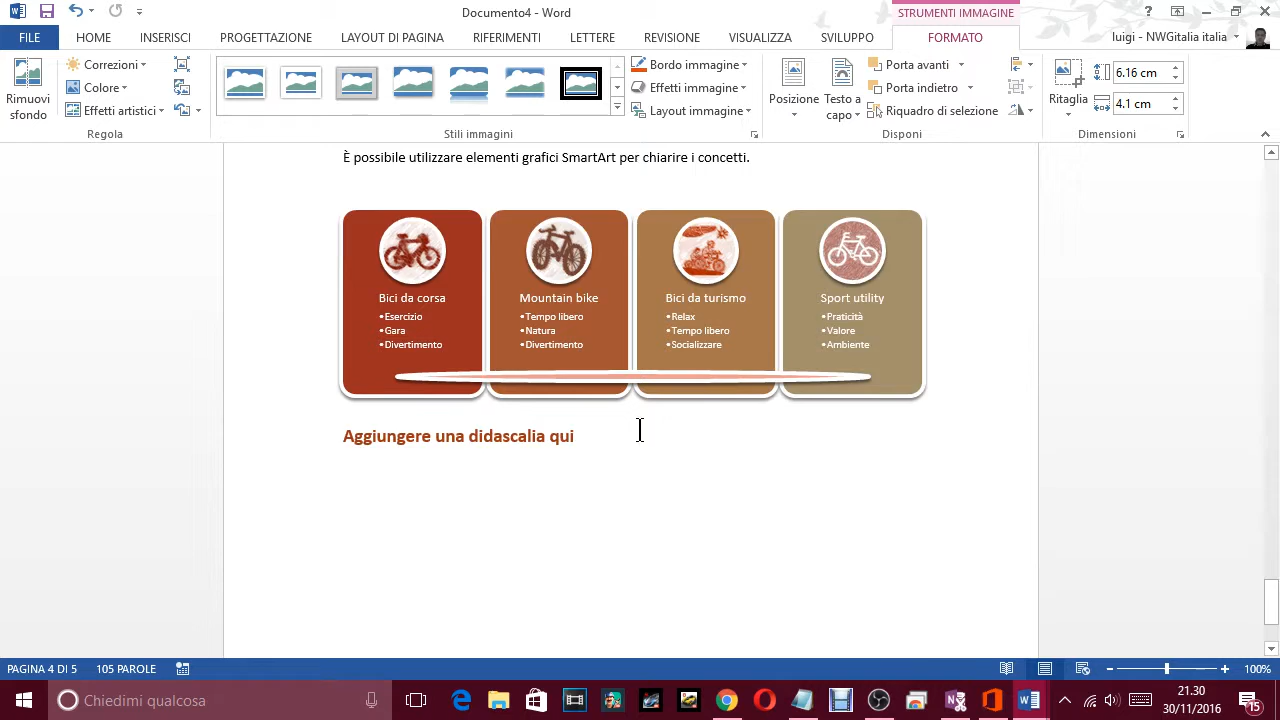 Documento4 - Word
STRUMENTI IMMAGINE
FILE
HOME
INSERISCI
PROGETTAZIONE
LAYOUT DI PAGINA
RIFERIMENTI
LETTERE
REVISIONE
VISUALIZZA
SVILUPPO
FORMATO
luigi - NWGitalia italia
Rimuovi sfondo
Correzioni
Colore
Effetti artistici
Regola
Stili immagini
Bordo immagine
Effetti immagine
Layout immagine
Posizione
Testo a capo
Porta avanti
Porta indietro
Riquadro di selezione
Disponi
Ritaglia
6.16 cm
4.1 cm
Dimensioni
È possibile utilizzare elementi grafici SmartArt per chiarire i concetti.
Bici da corsa
•Esercizio
•Gara
•Divertimento
Mountain bike
•Tempo libero
•Natura
•Divertimento
Bici da turismo
•Relax
•Tempo libero
•Socializzare
Sport utility
•Praticità
•Valore
•Ambiente
Aggiungere una didascalia qui
PAGINA 4 DI 5
105 PAROLE
100%
Chiedimi qualcosa
21.30
30/11/2016
15